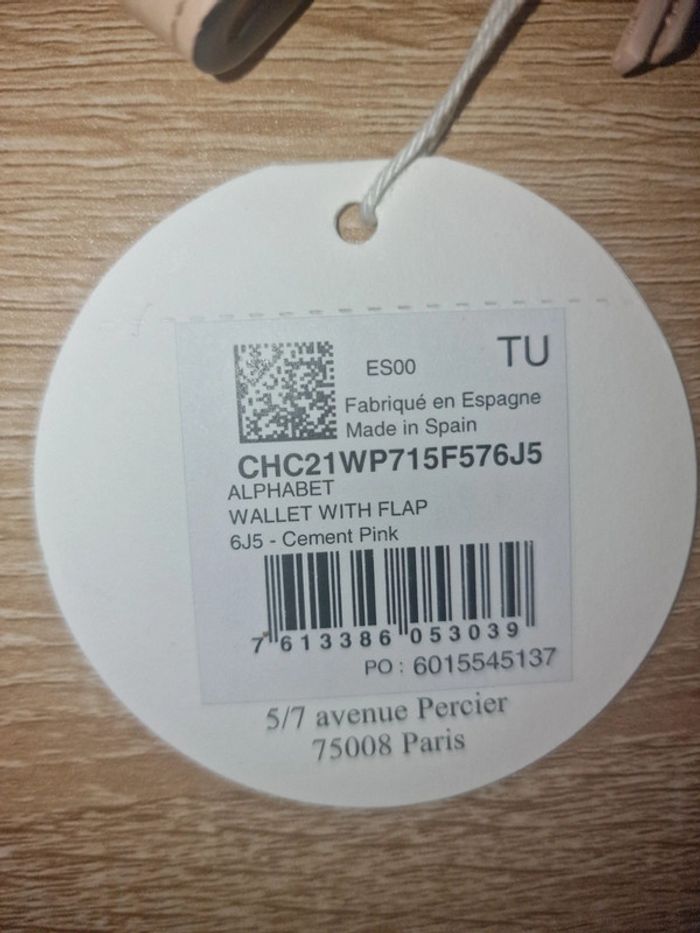 ES00
TU
Fabriqué en Espagne
Made in Spain
CHC21WP715F576J5
ALPHABET
WALLET WITH FLAP
6J5 - Cement Pink
7 613386 053039
PO : 6015545137
5/7 avenue Percier
75008 Paris